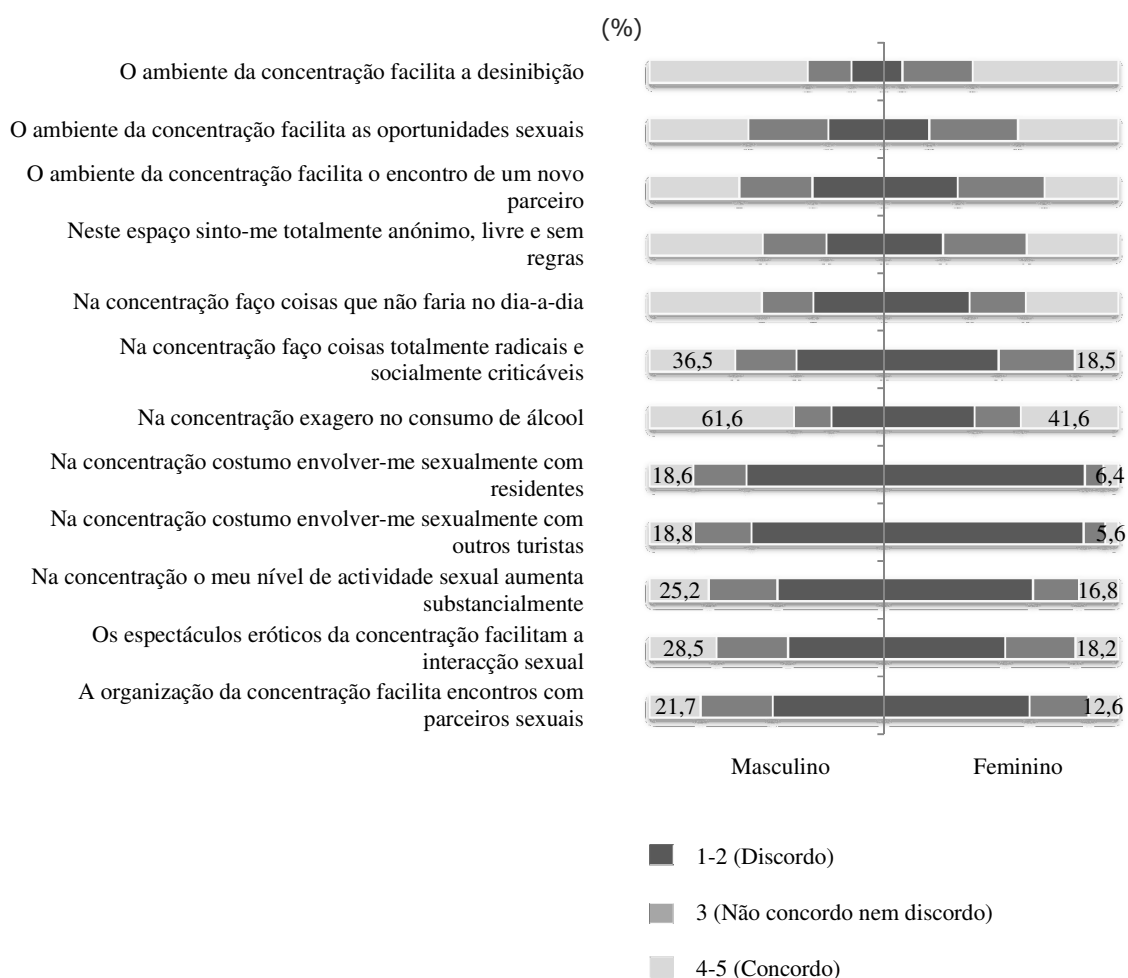 (%)
O ambiente da concentração facilita a desinibição
O ambiente da concentração facilita as oportunidades sexuais
O ambiente da concentração facilita o encontro de um novo
parceiro
Neste espaço sinto-me totalmente anónimo, livre e sem
regras
Na concentração faço coisas que não faria no dia-a-dia
Na concentração faço coisas totalmente radicais e
socialmente criticáveis
36,5 18,5
Na concentração exagero no consumo de álcool
61,6 41,6
Na concentração costumo envolver-me sexualmente com
residentes
18,6 6,4
Na concentração costumo envolver-me sexualmente com
outros turistas
18,8 5,6
Na concentração o meu nível de actividade sexual aumenta
substancialmente
25,2 16,8
Os espectáculos eróticos da concentração facilitam a
interacção sexual
28,5 18,2
A organização da concentração facilita encontros com
parceiros sexuais
21,7 12,6
Masculino Feminino
1-2 (Discordo)
3 (Não concordo nem discordo)
4-5 (Concordo)